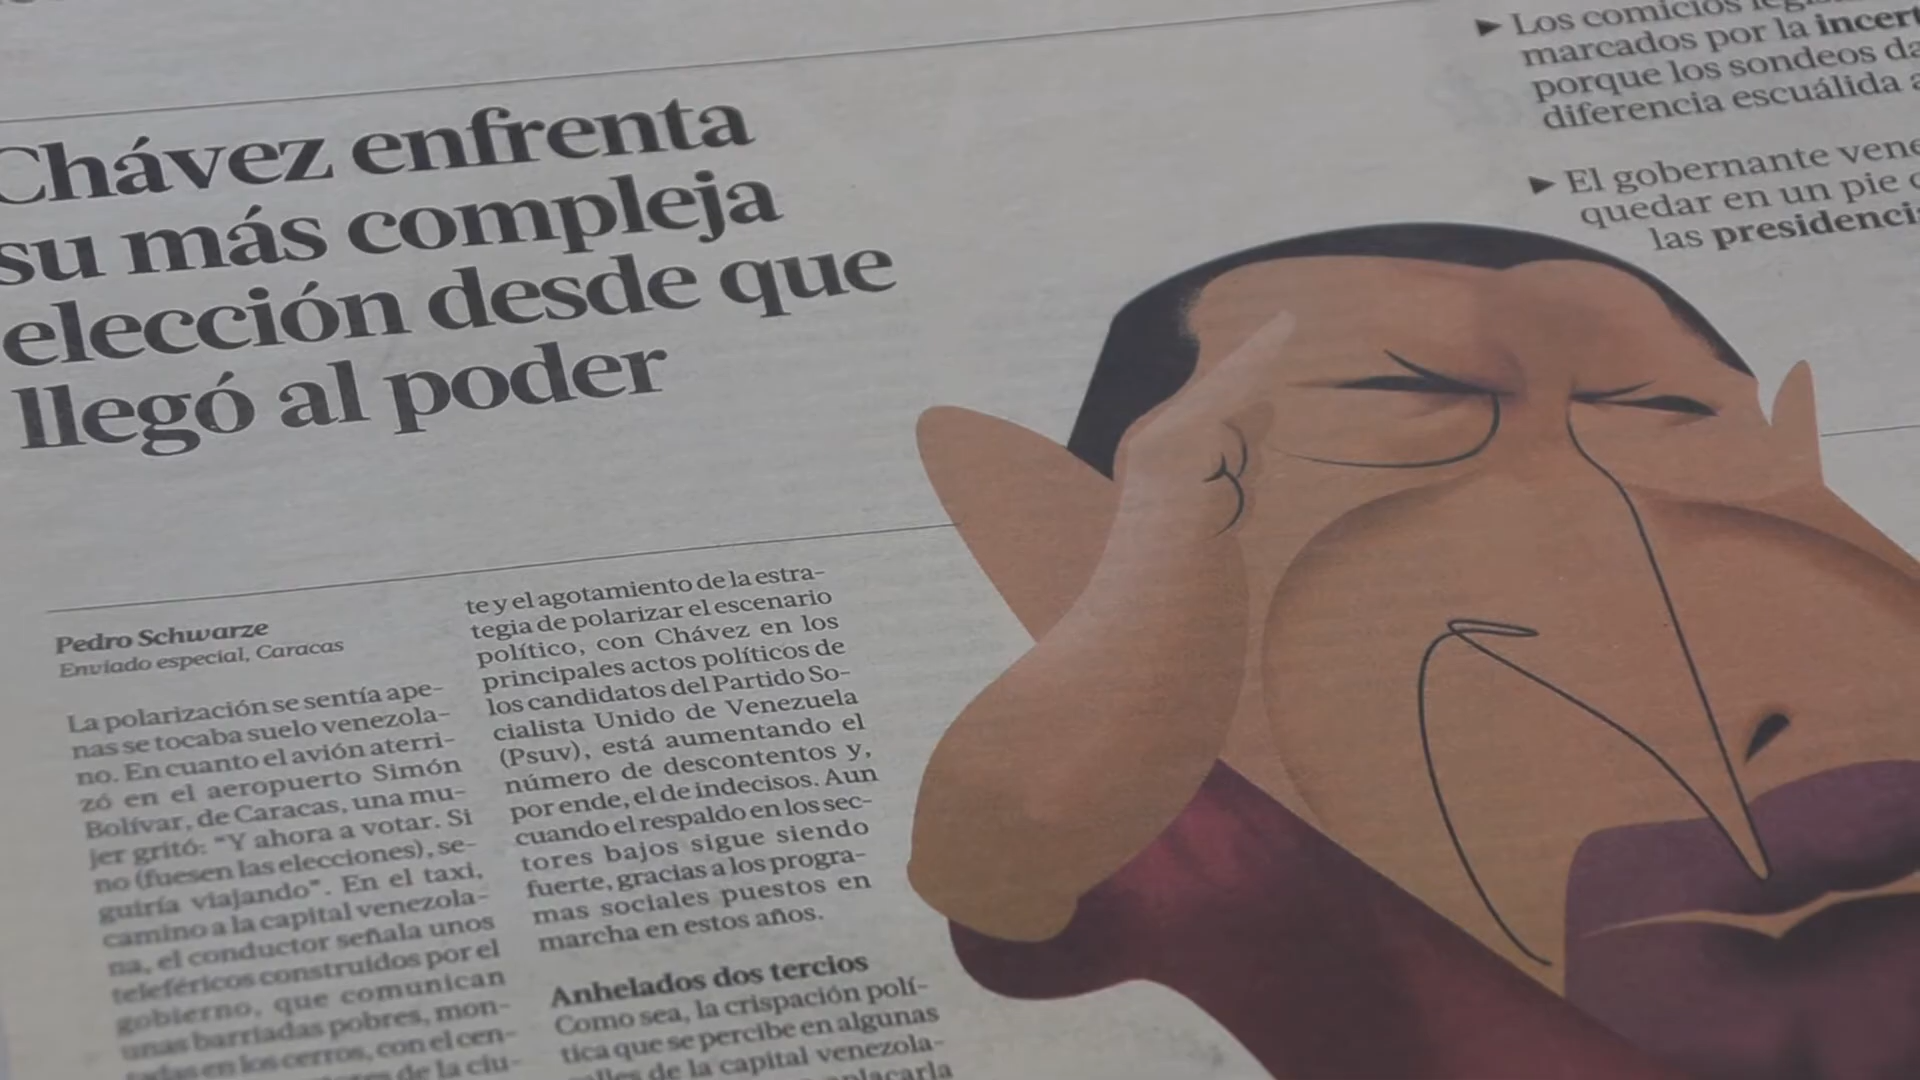 Chávez enfrenta
su más compleja
elección desde que
llegó al poder
► Los comicios
marcados por la
porque los sondeos
diferencia escuálida
► El gobernante
quedar en un pie
las
Pedro Schwarze
Enviado especial, Caracas
La polarización se sentía ape-
nas se tocaba suelo venezola-
no. En cuanto el avión aterri-
zó en el aeropuerto Simón
Bolívar, de Caracas, una mu-
jer gritó: “Y ahora a votar. Si
no (fuesen las elecciones), se-
guiría viajando”. En el taxi,
camino a la capital venezola-
na, el conductor señala unos
teleféricos construidos por el
gobierno, que comunican
unas barriadas pobres, mon-
tadas en los cerros, con el cen-
de la ciu-
te y el agotamiento de la estra-
tegia de polarizar el escenario
político, con Chávez en los
principales actos políticos de
los candidatos del Partido So-
cialista Unido de Venezuela
(Psuv), está aumentando el
número de descontentos y,
por ende, el de indecisos. Aun
cuando el respaldo en los sec-
tores bajos sigue siendo
fuerte, gracias a los progra-
mas sociales puestos en
marcha en estos años.
Anhelados dos tercios
Como sea, la crispación polí-
tica que se percibe en algunas
calles de la capital venezola-